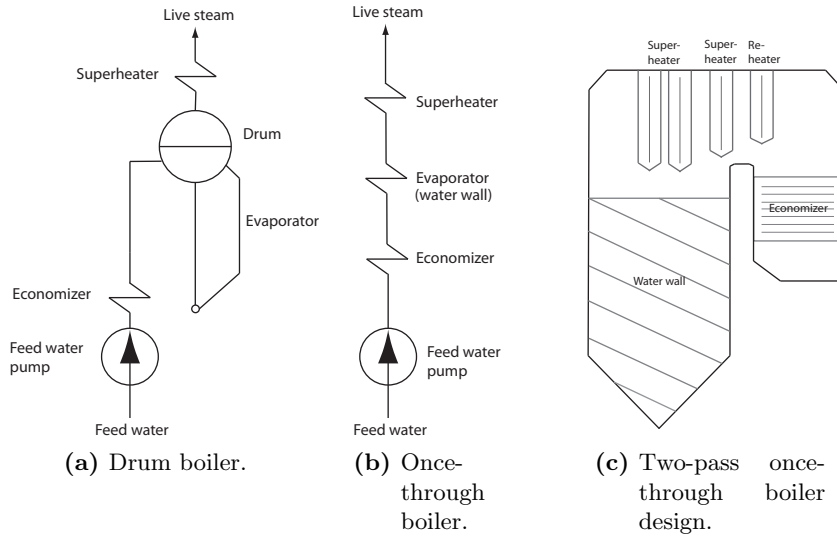 Live steam
Superheater
Drum
Evaporator
Economizer
Feed water
pump
Feed water
(a) Drum boiler.
Live steam
Superheater
Evaporator
(water wall)
Economizer
Feed water
pump
Feed water
(b) Once-
through
boiler.
Super-
heater
Super-
heater
Re-
heater
Economizer
Water wall
(c) Two-pass once-
through boiler
design.